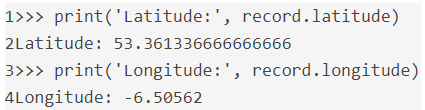 1>>> print('Latitude:', record.latitude)
2Latitude: 53.361336666666666
3>>> print('Longitude:', record.longitude)
4Longitude: -6.50562